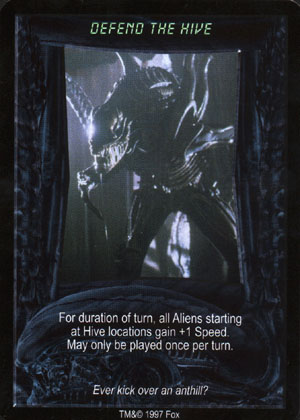 DEFEND THE HIVE
For duration of turn, all Aliens starting
at Hive locations gain +1 Speed.
May only be played once per turn.
Ever kick over an anthill?
TM&© 1997 Fox